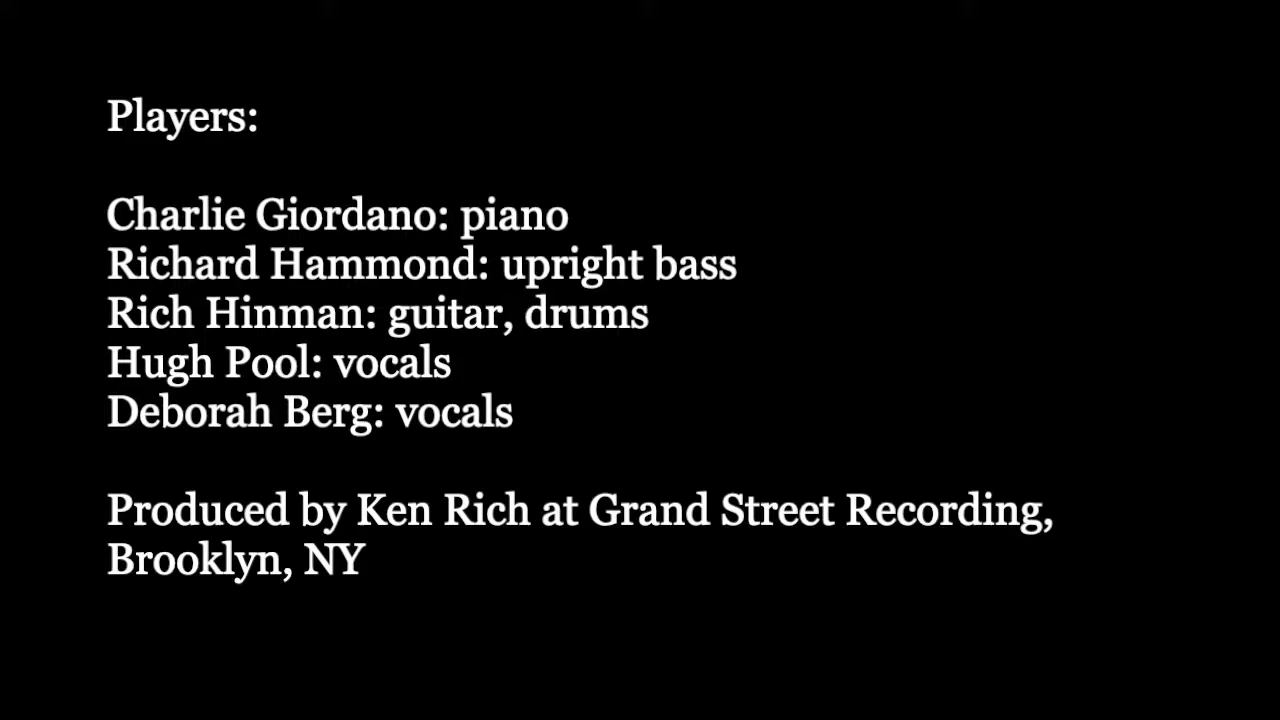 Players:
Charlie Giordano: piano
Richard Hammond: upright bass
Rich Hinman: guitar, drums
Hugh Pool: vocals
Deborah Berg: vocals
Produced by Ken Rich at Grand Street Recording,
Brooklyn, NY